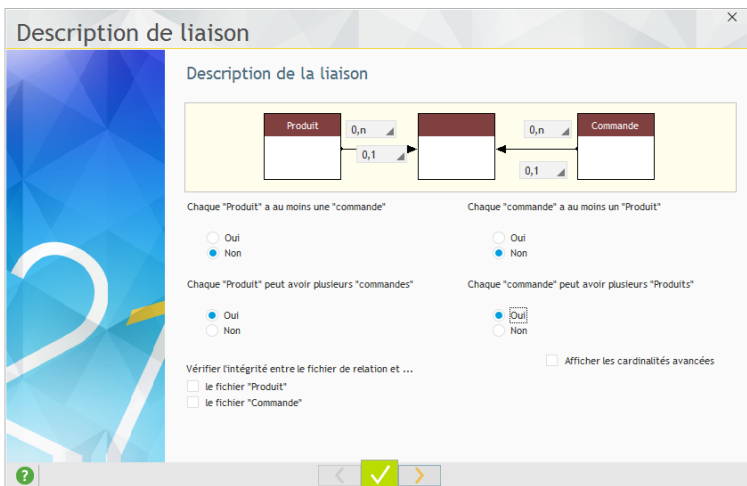 Description de liaison
Description de la liaison
Produit
0,n
0,n
Commande
0,1
0,1
Chaque "Produit" a au moins une "commande"
Chaque "commande" a au moins un "Produit"
Oui
Non
Oui
Non
Chaque "Produit" peut avoir plusieurs "commandes"
Chaque "commande" peut avoir plusieurs "Produits"
Oui
Non
Oui
Non
Afficher les cardinalités avancées
Vérifier l'intégrité entre le fichier de relation et ...
le fichier "Produit"
le fichier "Commande"